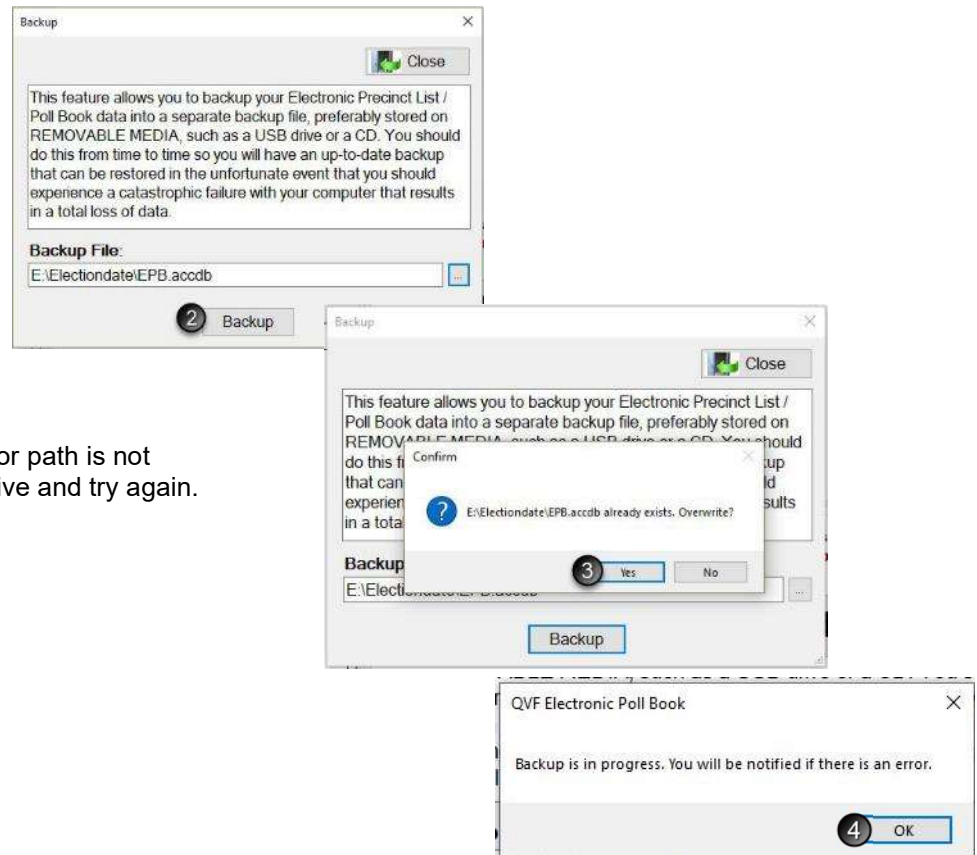 Backup
Close
This feature allows you to backup your Electronic Precinct List /
Poll Book data into a separate backup file, preferably stored on
REMOVABLE MEDIA, such as a USB drive or a CD. You should
do this from time to time so you will have an up-to-date backup
that can be restored in the unfortunate event that you should
experience a catastrophic failure with your computer that results
in a total loss of data.
Backup File:
E:\Electiondate\EPB.accdb
...
2 Backup
or path is not
ive and try again.
Backup
Close
This feature allows you to backup your Electronic Precinct List /
Poll Book data into a separate backup file, preferably stored on
do this
that can
experien
in a total
Confirm
E:\Electiondate\EPB.accdb already exists. Overwrite?
3 Yes
No
Backup
...
Backup
QVF Electronic Poll Book
Backup is in progress. You will be notified if there is an error.
4 OK